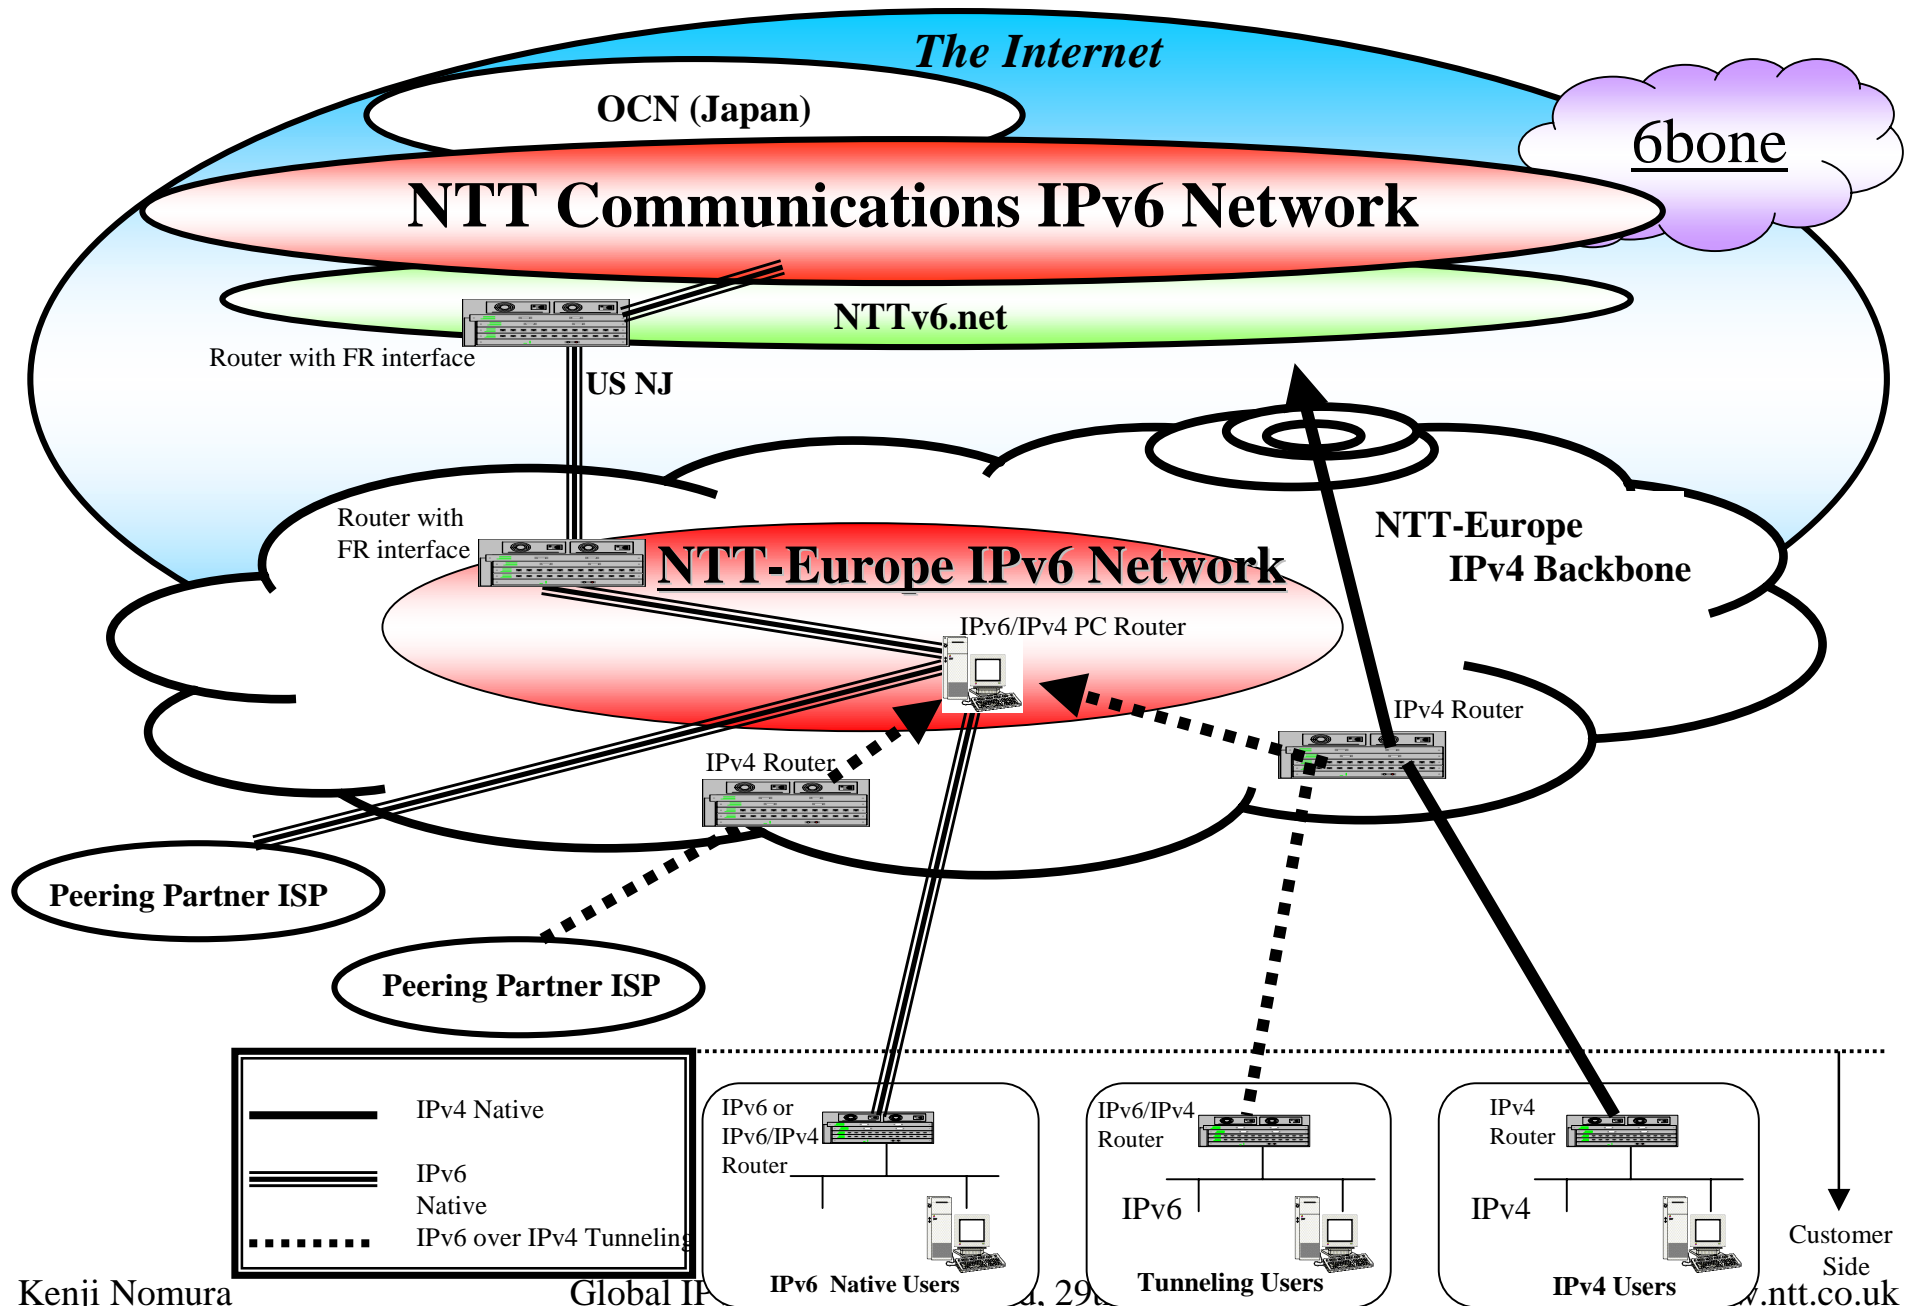 The Internet
OCN (Japan)
6bone
NTT Communications IPv6 Network
NTTv6.net
Router with FR interface
US NJ
Router with
FR interface
NTT-Europe
IPv4 Backbone
NTT-Europe IPv6 Network
IPv6/IPv4 PC Router
IPv4 Router
IPv4 Router
Peering Partner ISP
Peering Partner ISP
IPv4 Native
IPv6
Native
IPv6 over IPv4 Tunneling
IPv6 or
IPv6/IPv4
Router
IPv6 Native Users
IPv6/IPv4
Router
IPv6
Tunneling Users
IPv4
Router
IPv4
IPv4 Users
Customer
Side
Kenji Nomura
Global
.ntt.co.uk